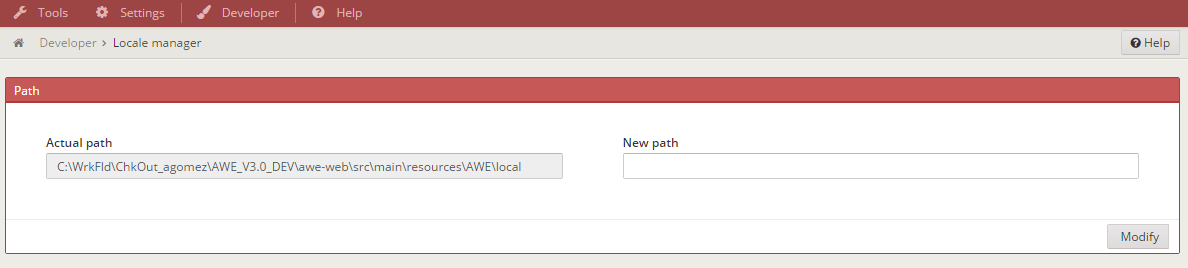 Tools Settings Developer Help
Developer > Locale manager Help
Path
Actual path New path
C:\WrkFld\ChkOut_agomez\AWE_V3.0_DEV\awe-web\src\main\resources\AWE\local
Modify